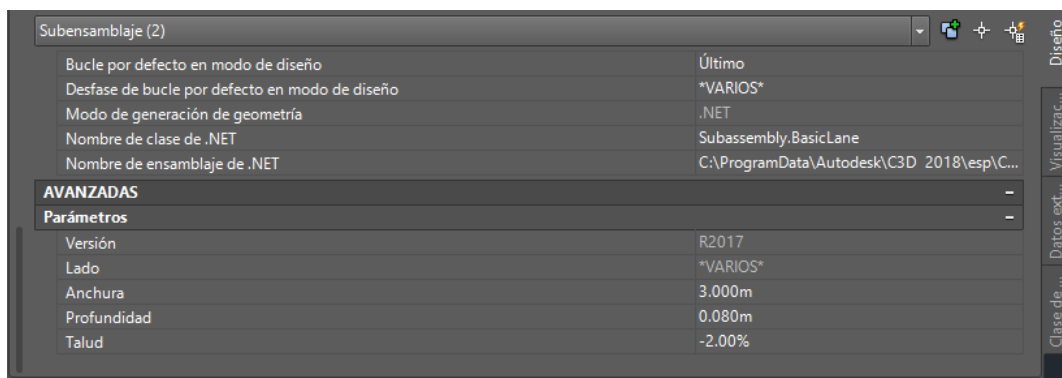 Subensamblaje (2)
Bucle por defecto en modo de diseño Último
Desfase de bucle por defecto en modo de diseño *VARIOS*
Modo de generación de geometría .NET
Nombre de clase de .NET Subassembly.BasicLane
Nombre de ensamblaje de .NET C:\ProgramData\Autodesk\C3D 2018\esp\C...
AVANZADAS
Parámetros
Versión R2017
Lado *VARIOS*
Anchura 3.000m
Profundidad 0.080m
Talud -2.00%
Diseño
Visualizac...
Datos ext...
Clase de ...